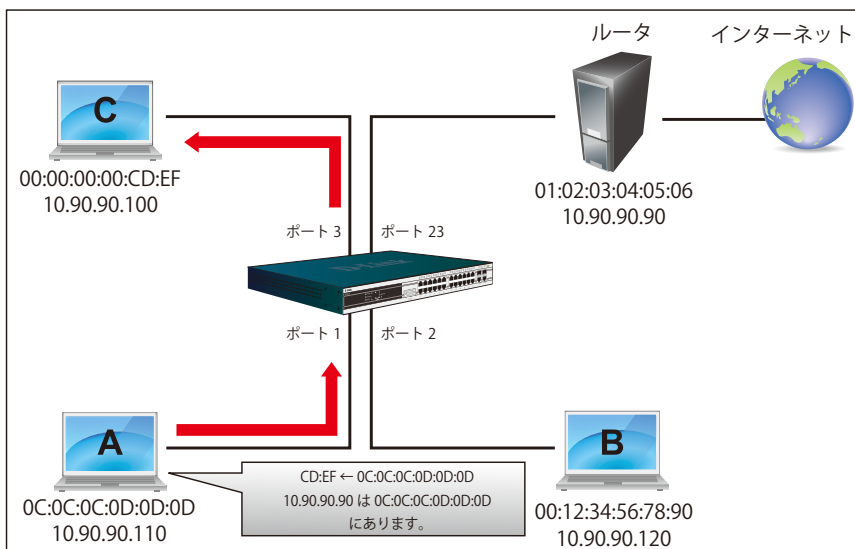 ルータ
インターネット
C
00:00:00:00:CD:EF
10.90.90.100
01:02:03:04:05:06
10.90.90.90
ポート 3
ポート 23
D-Link
ポート 1
ポート 2
A
B
CD:EF ← 0C:0C:0C:0D:0D:0D
10.90.90.90 は 0C:0C:0C:0D:0D:0D
にあります。
0C:0C:0C:0D:0D:0D
10.90.90.110
00:12:34:56:78:90
10.90.90.120